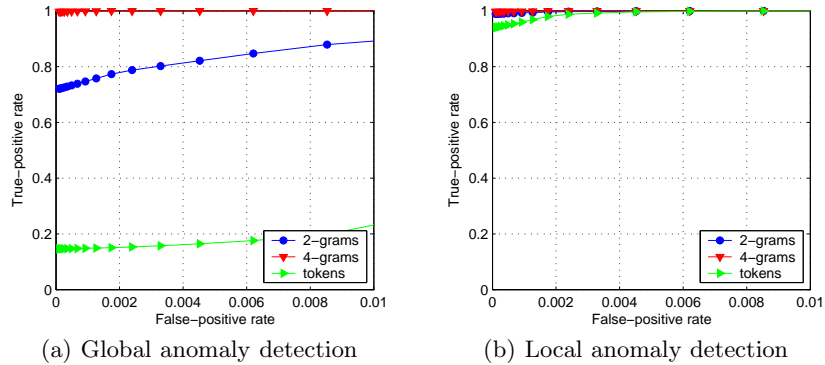 1
0.8
0.6
0.4
0.2
0
True−positive rate
0 0.002 0.004 0.006 0.008 0.01
False−positive rate
2−grams
4−grams
tokens
(a) Global anomaly detection
1
0.8
0.6
0.4
0.2
0
True−positive rate
0 0.002 0.004 0.006 0.008 0.01
False−positive rate
2−grams
4−grams
tokens
(b) Local anomaly detection